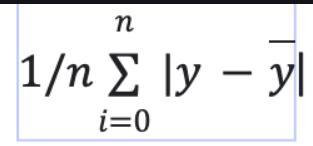 n
1/n ∑ |y − y̅|
i=0